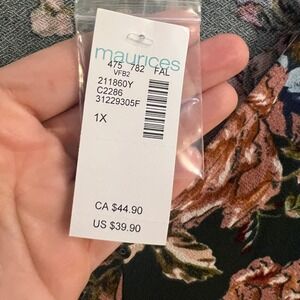 maurices
475 782 FAL
VFB2
211860Y
C2286
31229305F
1X
CA $44.90
US $39.90